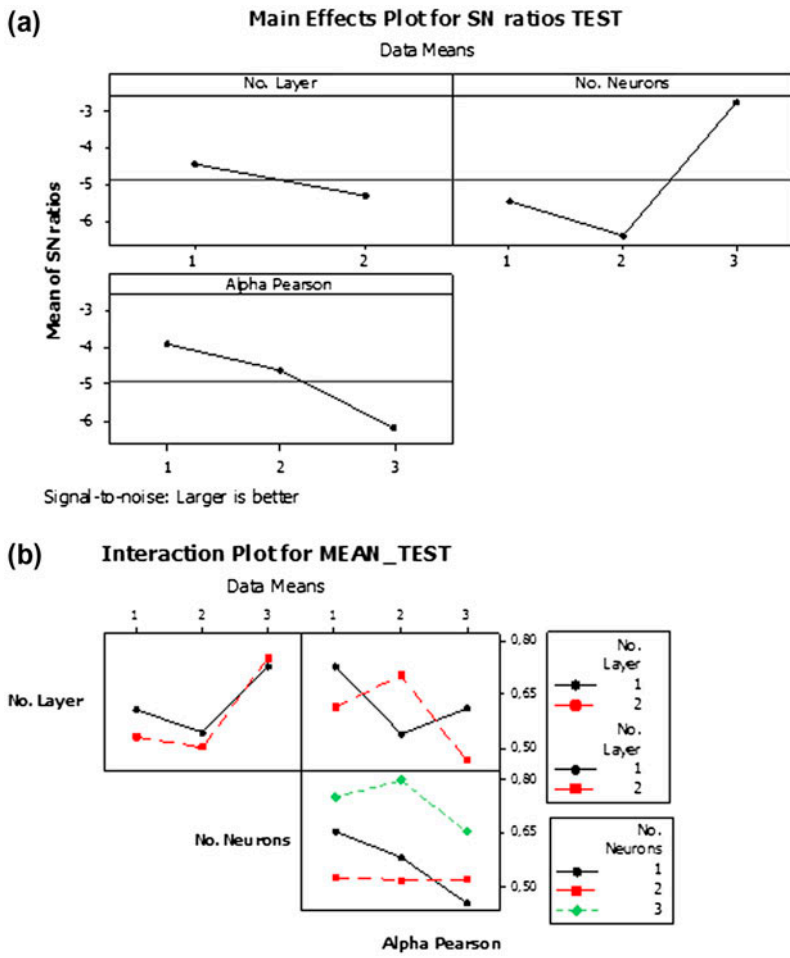 (a)
Main Effects Plot for SN ratios TEST
Data Means
No. Layer
No. Neurons
Mean of SN ratios
-3
-4
-5
-6
1
2
1
2
3
Alpha Pearson
-3
-4
-5
-6
1
2
3
Signal-to-noise: Larger is better
(b)
Interaction Plot for MEAN_TEST
Data Means
1
2
3
1
2
3
No. Layer
0,80
0,65
0,50
No.
Layer
1
2
No.
Layer
1
2
No. Neurons
0,80
0,65
0,50
No.
Neurons
1
2
3
Alpha Pearson